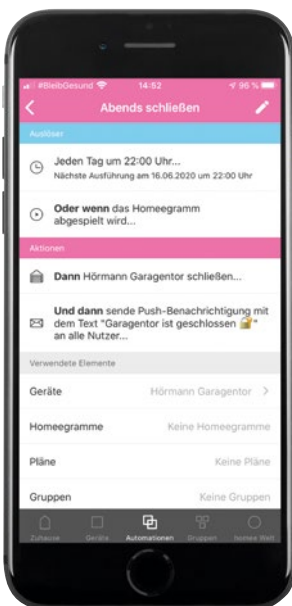 #BleibGesund 14:52 96 %
Abends schließen
Auslöser
Jeden Tag um 22:00 Uhr...
Nächste Ausführung am 16.06.2020 um 22:00 Uhr
Oder wenn das Homeegramm
abgespielt wird...
Aktionen
Dann Hörmann Garagentor schließen...
Und dann sende Push-Benachrichtigung mit
dem Text "Garagentor ist geschlossen 🔐"
an alle Nutzer...
Verwendete Elemente
Geräte Hörmann Garagentor >
Homeegramme Keine Homeegramme
Pläne Keine Pläne
Gruppen Keine Gruppen
Zuhause Geräte Automationen Gruppen homee Welt